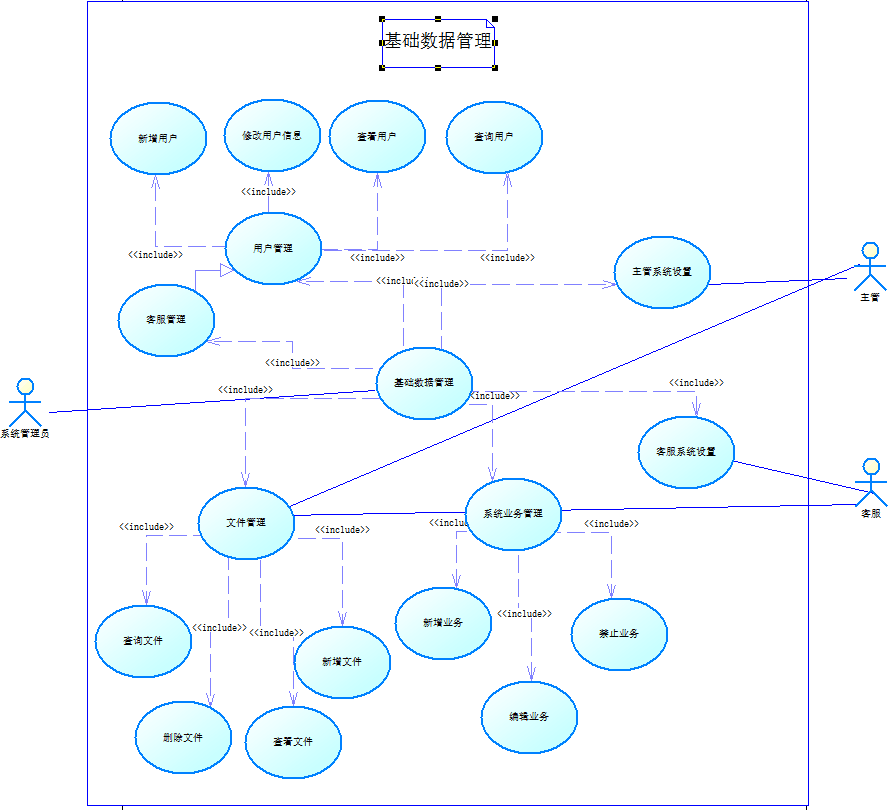 基础数据管理
新增用户
修改用户信息
查看用户
查询用户
<<include>>
用户管理
<<include>>
<<include>>
<<include>>
主管系统设置
主管
<<include>>
客服管理
<<include>>
基础数据管理
<<include>>
<<include>>
<<include>>
系统管理员
客服系统设置
客服
文件管理
系统业务管理
<<include>>
<<include>>
<<include>>
<<include>>
<<include>>
<<include>>
新增业务
禁止业务
查询文件
新增文件
删除文件
查看文件
编辑业务